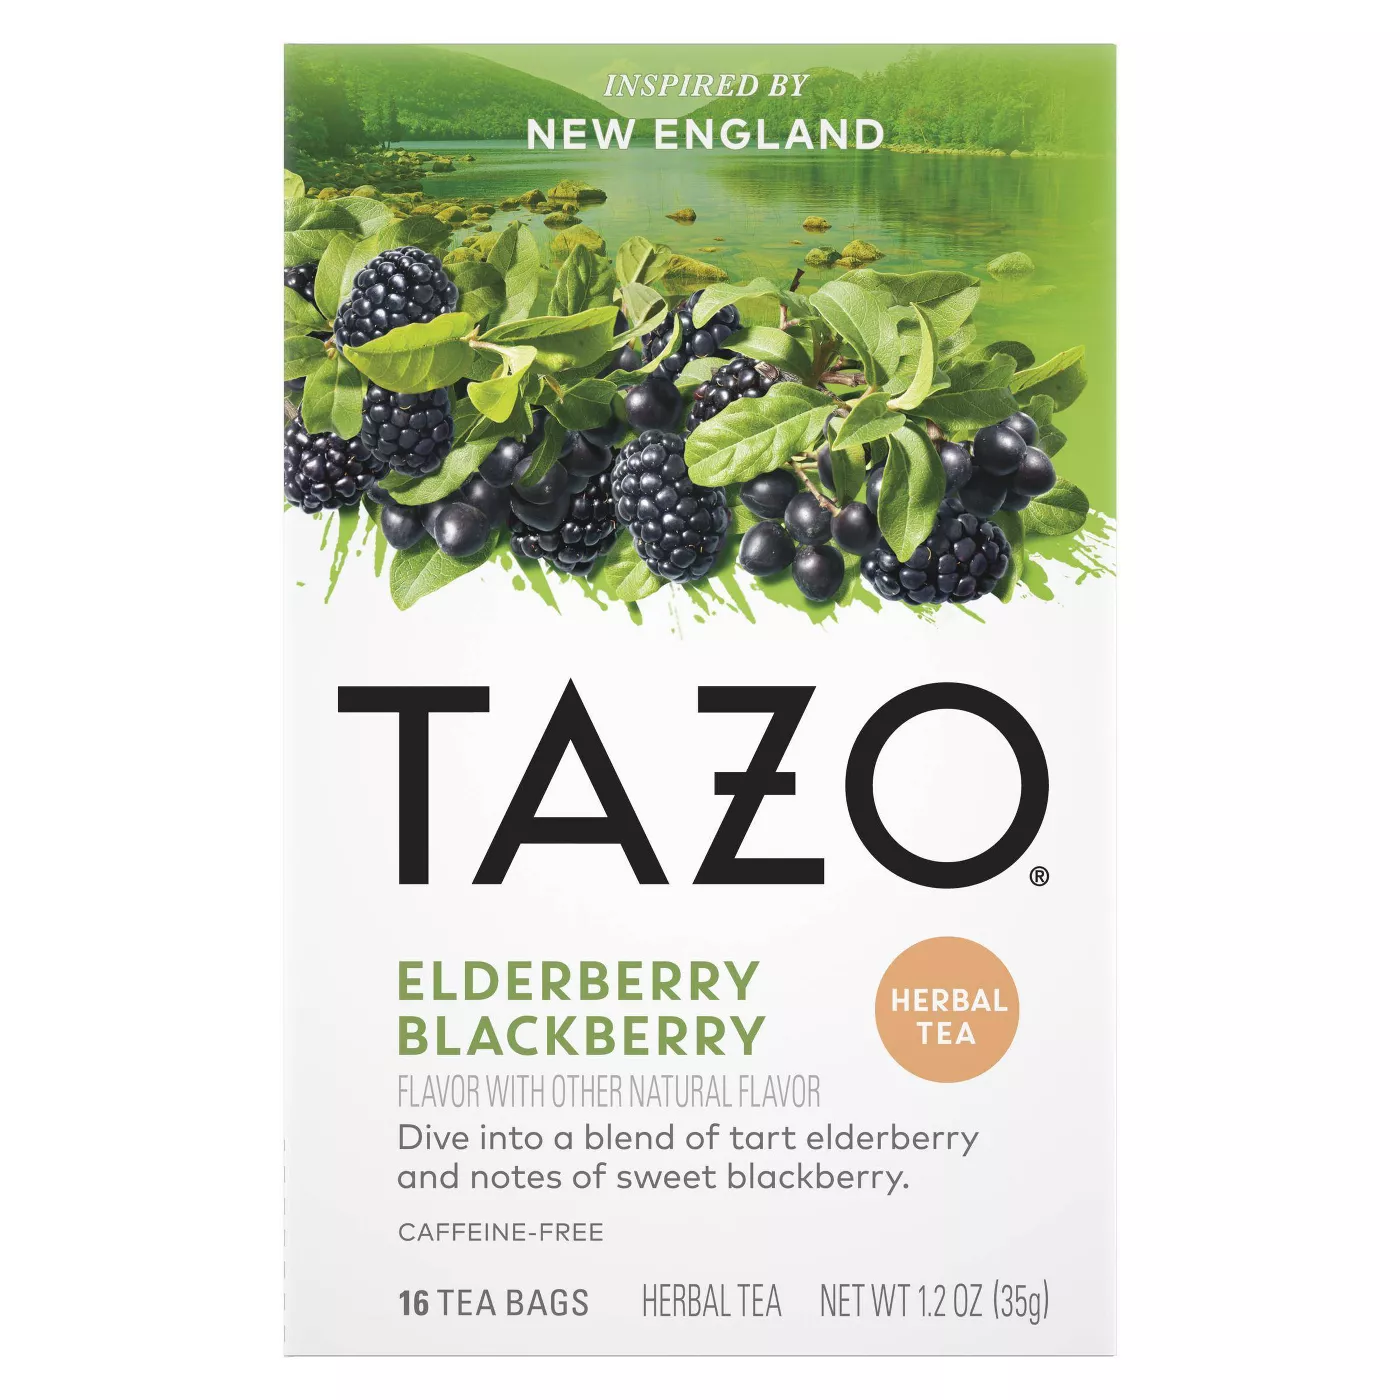 INSPIRED BY
NEW ENGLAND
TAZO®
ELDERBERRY
BLACKBERRY
HERBAL
TEA
FLAVOR WITH OTHER NATURAL FLAVOR
Dive into a blend of tart elderberry
and notes of sweet blackberry.
CAFFEINE-FREE
16 TEA BAGS HERBAL TEA NET WT 1.2 OZ (35g)